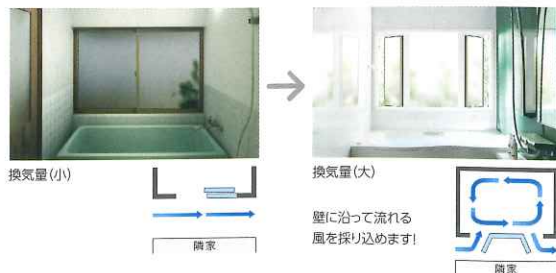 換気量(小)
隣家
換気量(大)
壁に沿って流れる
風を採り込めます!
隣家